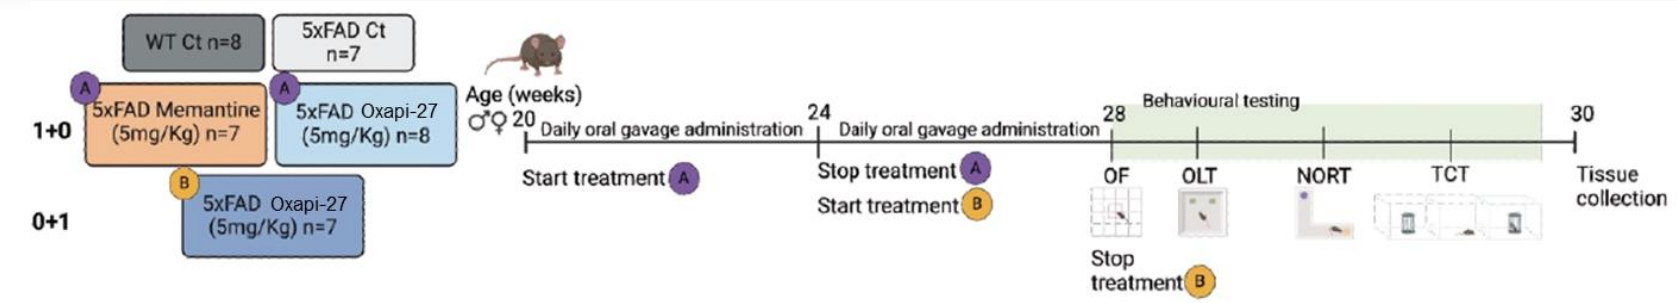 WT Ct n=8
5xFAD Ct
n=7
A
A
5xFAD Memantine
(5mg/Kg) n=7
5xFAD Oxapi-27
(5mg/Kg) n=8
1+0
B
5xFAD Oxapi-27
(5mg/Kg) n=7
0+1
Age (weeks)
♂♀ 20
24
28
30
Daily oral gavage administration
Daily oral gavage administration
Behavioural testing
Start treatment A
Stop treatment A
Start treatment B
OF
OLT
NORT
TCT
Tissue
collection
Stop
treatment B